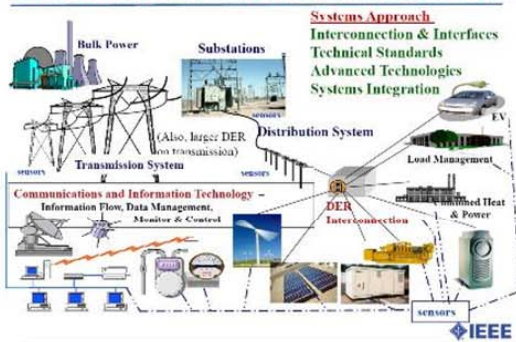 Systems Approach
Interconnection & Interfaces
Technical Standards
Advanced Technologies
Systems Integration
Bulk Power
Substations
sensors
EV
Distribution System
(Also, larger DER
on transmission)
sensors
sensors
Transmission System
Load Management
Communications and Information Technology –
Information Flow, Data Management,
Monitor & Control
DER
Interconnection
Combined Heat
& Power
sensors
IEEE